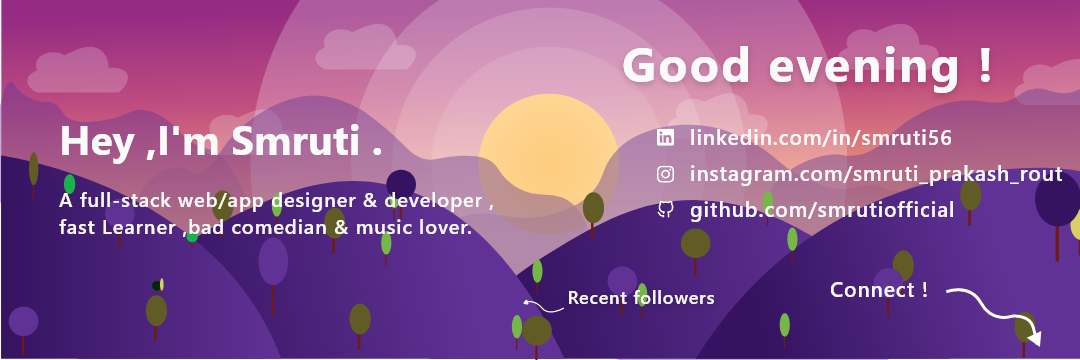 Good evening !
Hey ,I'm Smruti .
A full-stack web/app designer & developer ,
fast Learner ,bad comedian & music lover.
linkedin.com/in/smruti56
instagram.com/smruti_prakash_rout
github.com/smrutiofficial
Recent followers
Connect !